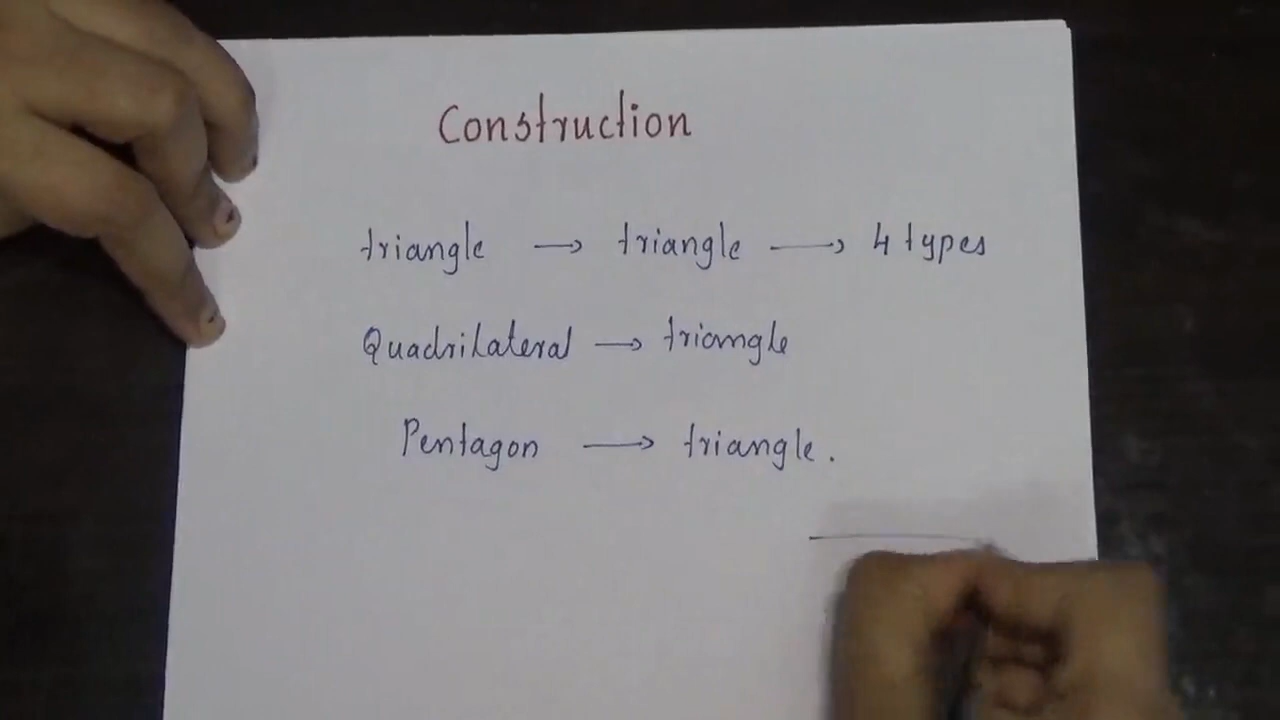 Construction
triangle → triangle → 4 types
Quadrilateral → triangle
Pentagon → triangle.